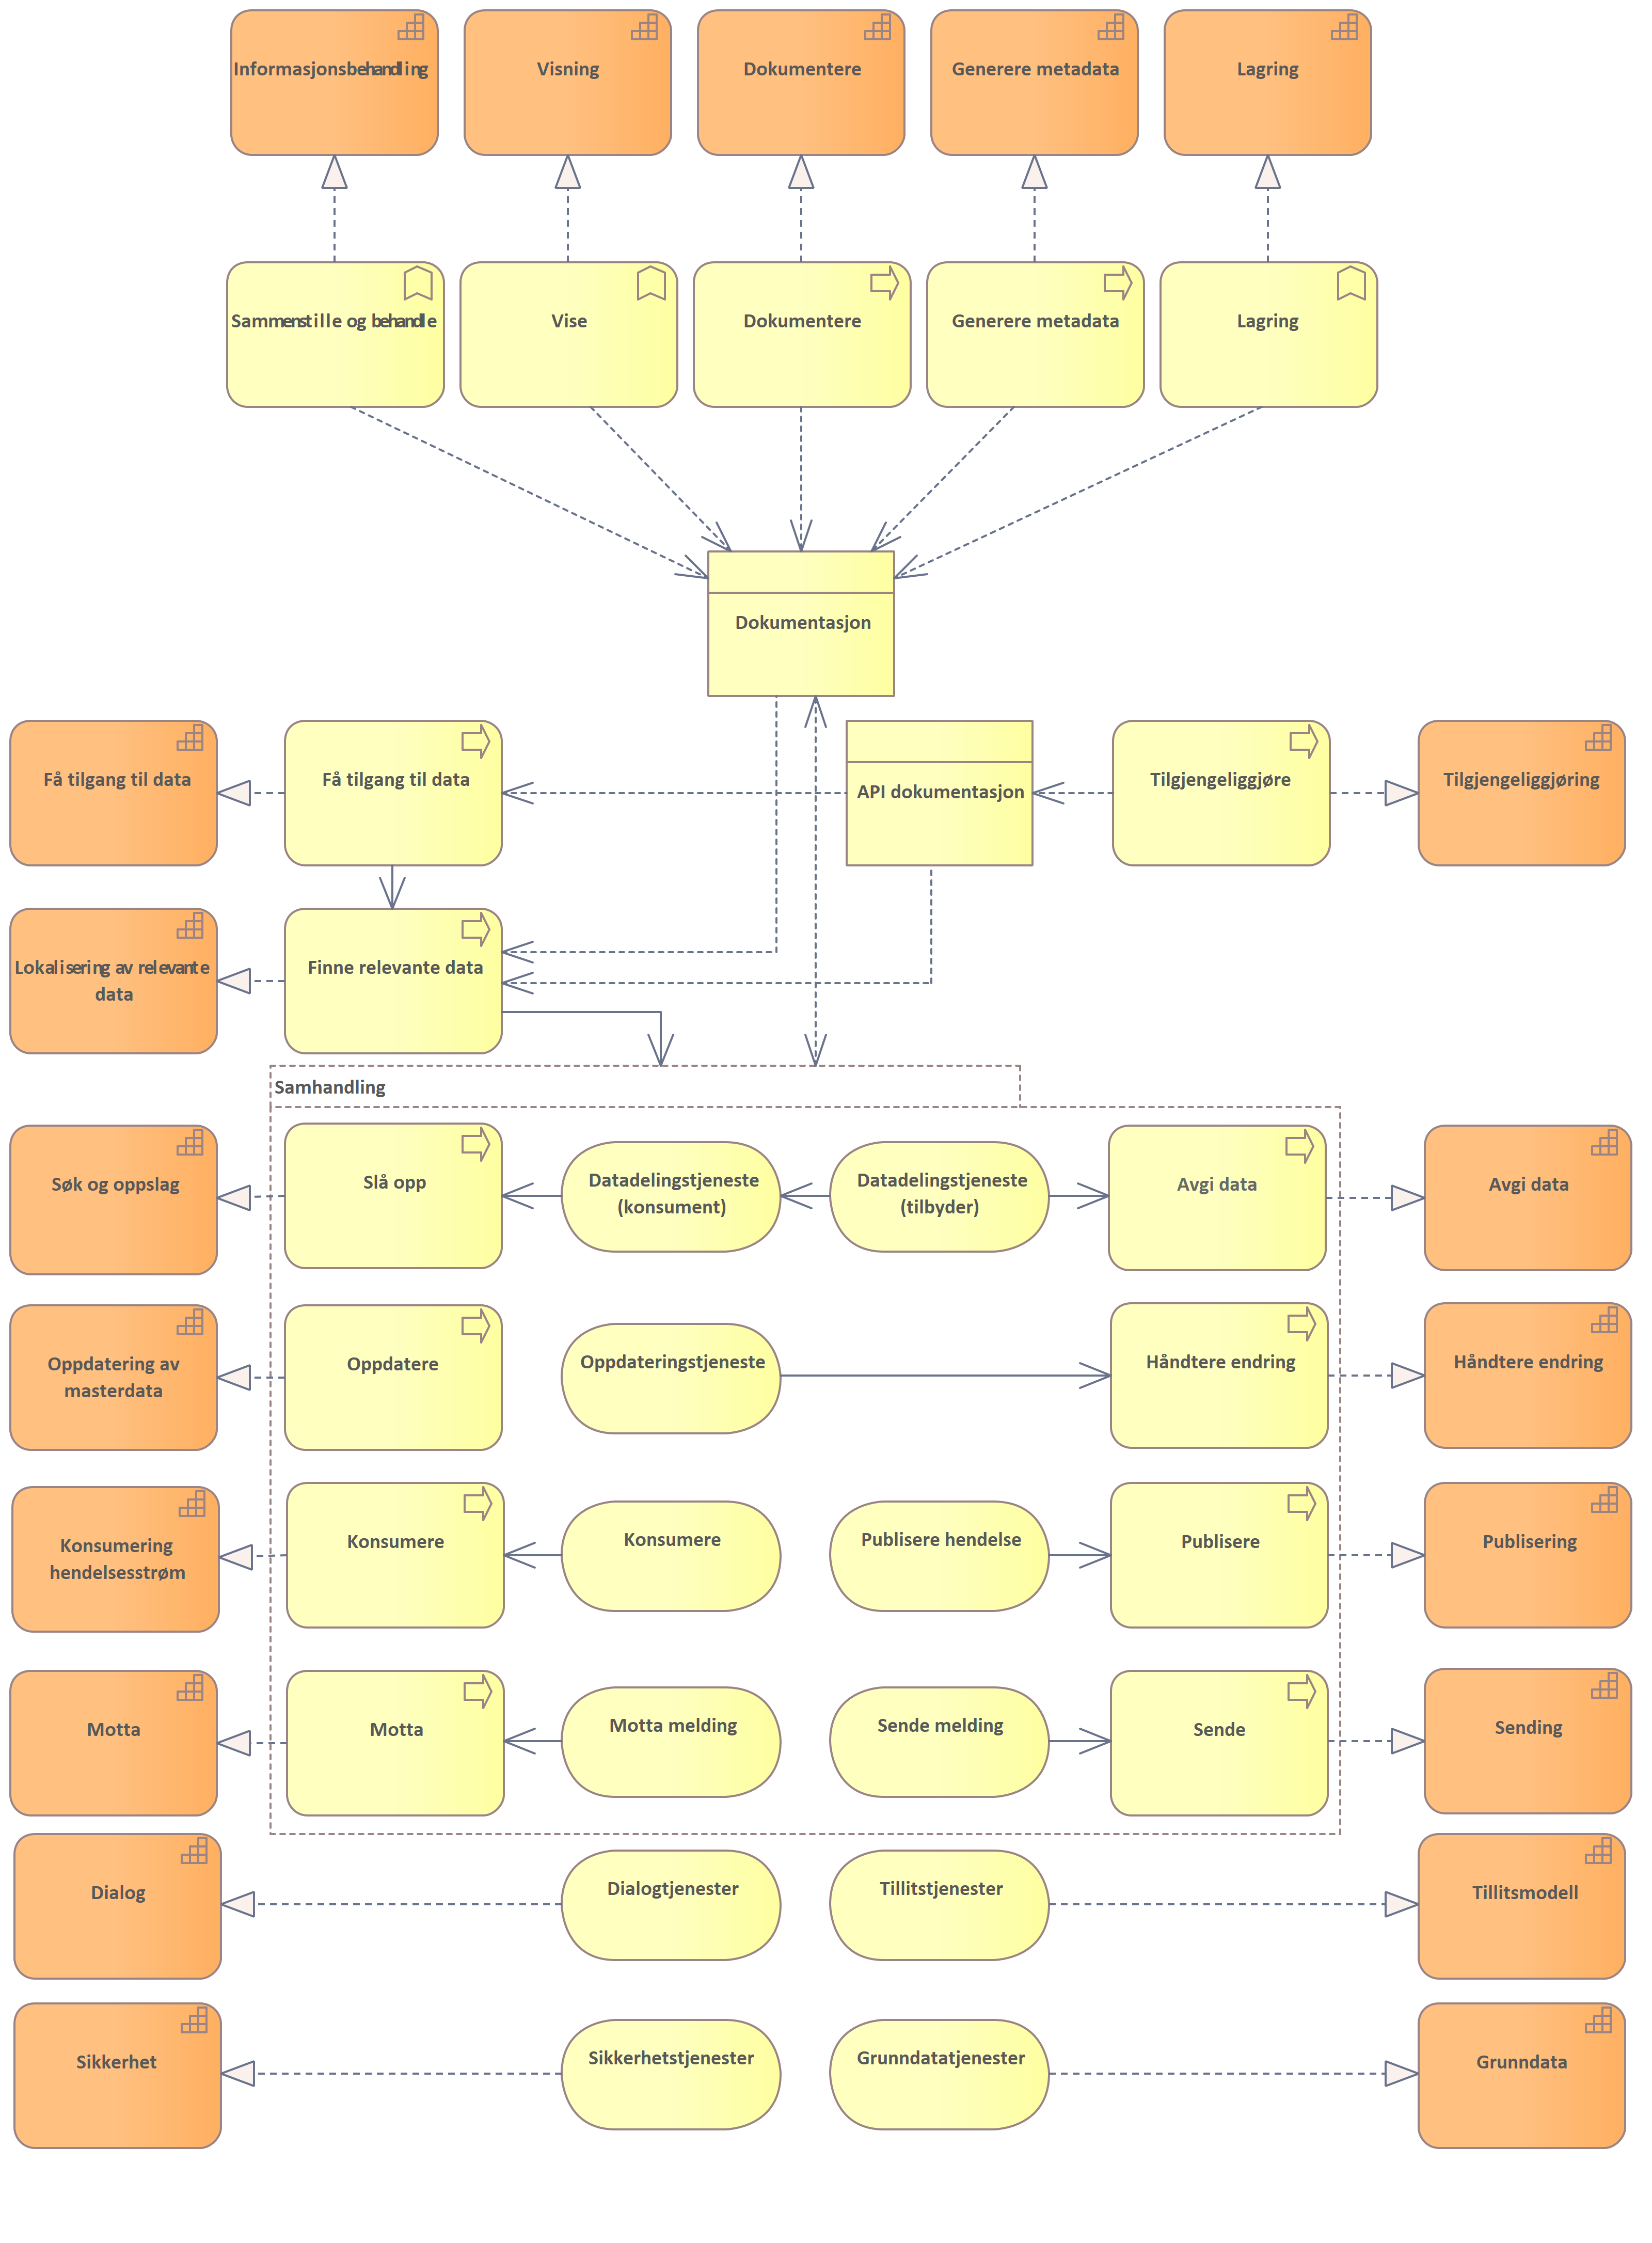 Informasjonsbehandling
Visning
Dokumentere
Generere metadata
Lagring
Sammenstille og behandle
Vise
Dokumentere
Generere metadata
Lagring
Dokumentasjon
Få tilgang til data
Få tilgang til data
API dokumentasjon
Tilgjengeliggjøre
Tilgjengeliggjøring
Lokalisering av relevante
data
Finne relevante data
Samhandling
Søk og oppslag
Slå opp
Datadelingstjeneste
(konsument)
Datadelingstjeneste
(tilbyder)
Avgi data
Avgi data
Oppdatering av
masterdata
Oppdatere
Oppdateringstjeneste
Håndtere endring
Håndtere endring
Konsumering
hendelsesstrøm
Konsumere
Konsumere
Publisere hendelse
Publisere
Publisering
Motta
Motta
Motta melding
Sende melding
Sende
Sending
Dialog
Dialogtjenester
Tillitstjenester
Tillitsmodell
Sikkerhet
Sikkerhetstjenester
Grunndatatjenester
Grunndata